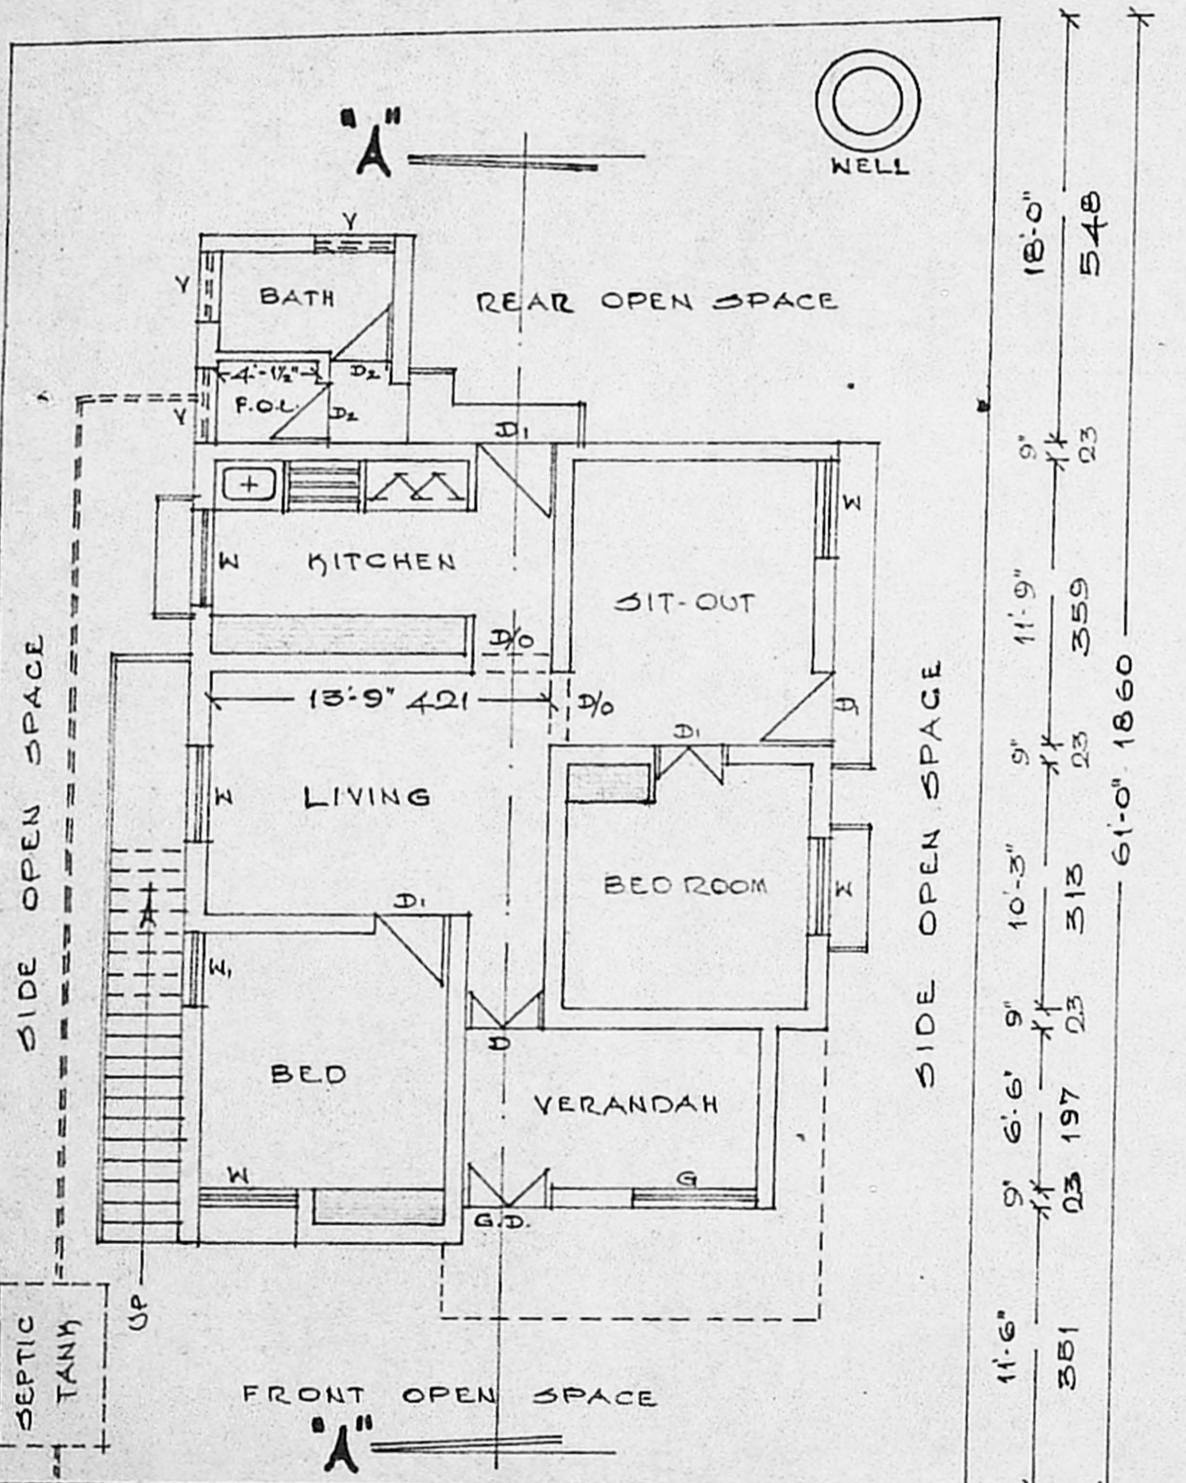 "A"
WELL
V
V
BATH
REAR OPEN SPACE
4'-1½"
D2
F.O.L.
D2
V
D1
W
W
KITCHEN
SIT-OUT
D/O
13'-9" 421
D/O
D
D1
W
LIVING
BED ROOM
W
D1
W1
D
BED
VERANDAH
W
G
G.D.
UP
SEPTIC
TANK
FRONT OPEN SPACE
"A"
SIDE OPEN SPACE
SIDE OPEN SPACE
18'-0"
548
9"
23
11'-9"
359
9"
23
10'-3"
313
9"
23
6'-6"
197
9"
23
11'-6"
351
61'-0" 1860